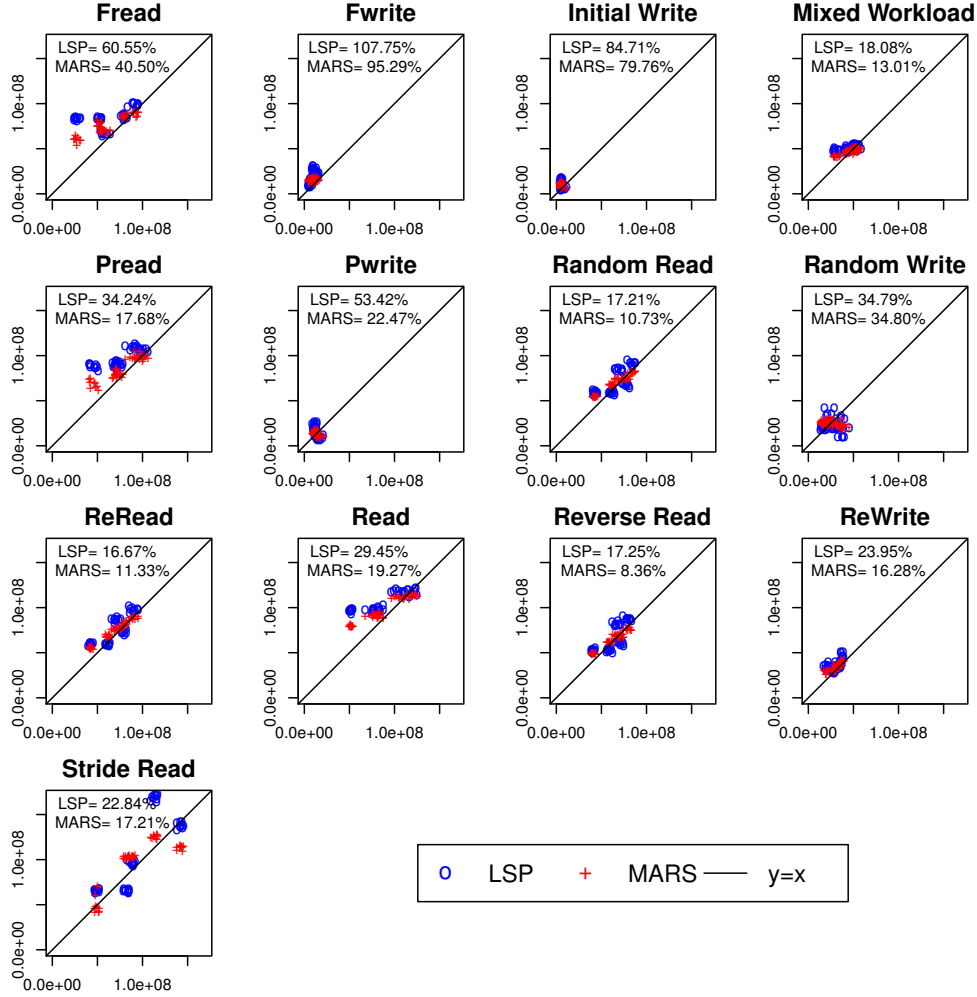 Fread
LSP= 60.55%
MARS= 40.50%
1.0e+08
0.0e+00
0.0e+00 1.0e+08
Fwrite
LSP= 107.75%
MARS= 95.29%
1.0e+08
0.0e+00
0.0e+00 1.0e+08
Initial Write
LSP= 84.71%
MARS= 79.76%
1.0e+08
0.0e+00
0.0e+00 1.0e+08
Mixed Workload
LSP= 18.08%
MARS= 13.01%
1.0e+08
0.0e+00
0.0e+00 1.0e+08
Pread
LSP= 34.24%
MARS= 17.68%
1.0e+08
0.0e+00
0.0e+00 1.0e+08
Pwrite
LSP= 53.42%
MARS= 22.47%
1.0e+08
0.0e+00
0.0e+00 1.0e+08
Random Read
LSP= 17.21%
MARS= 10.73%
1.0e+08
0.0e+00
0.0e+00 1.0e+08
Random Write
LSP= 34.79%
MARS= 34.80%
1.0e+08
0.0e+00
0.0e+00 1.0e+08
ReRead
LSP= 16.67%
MARS= 11.33%
1.0e+08
0.0e+00
0.0e+00 1.0e+08
Read
LSP= 29.45%
MARS= 19.27%
1.0e+08
0.0e+00
0.0e+00 1.0e+08
Reverse Read
LSP= 17.25%
MARS= 8.36%
1.0e+08
0.0e+00
0.0e+00 1.0e+08
ReWrite
LSP= 23.95%
MARS= 16.28%
1.0e+08
0.0e+00
0.0e+00 1.0e+08
Stride Read
LSP= 22.84%
MARS= 17.21%
1.0e+08
0.0e+00
0.0e+00 1.0e+08
LSP MARS y=x